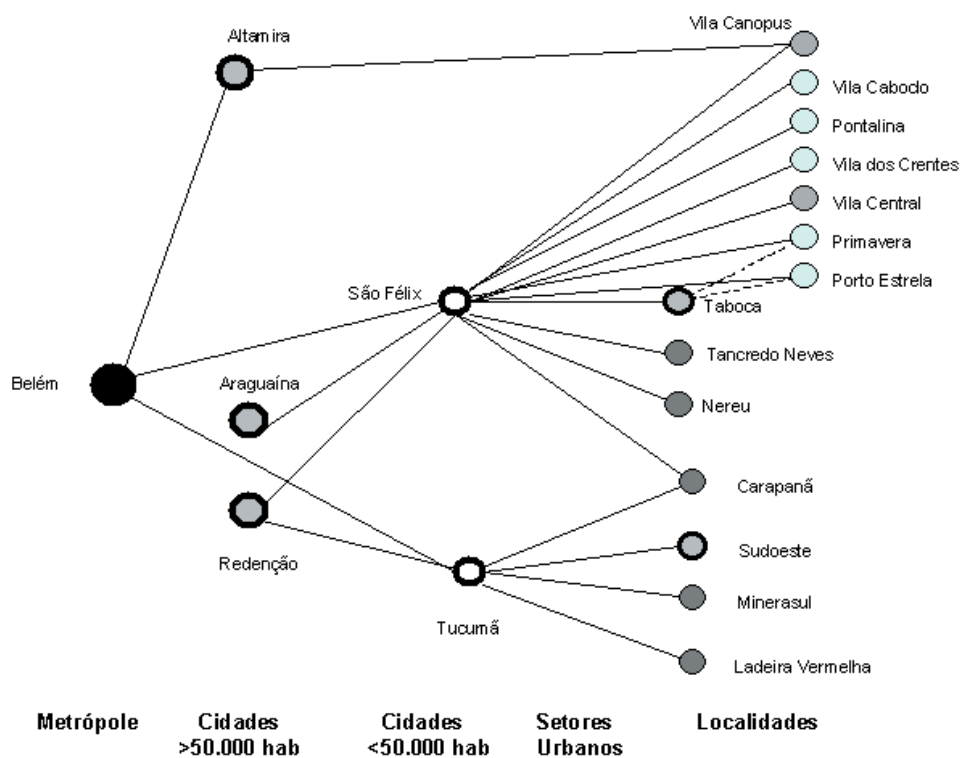 Vila Canopus
Altamira
Vila Caboclo
Pontalina
Vila dos Crentes
Vila Central
Primavera
Porto Estrela
São Félix
Taboca
Tancredo Neves
Belém
Araguaína
Nereu
Carapanã
Sudoeste
Redenção
Minerasul
Tucumã
Ladeira Vermelha
Metrópole
Cidades
>50.000 hab
Cidades
<50.000 hab
Setores
Urbanos
Localidades